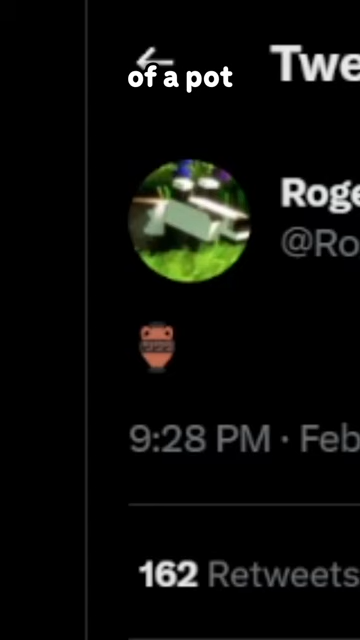 of a pot
Twe
Roge
@Ro
9:28 PM · Feb
162 Retweets